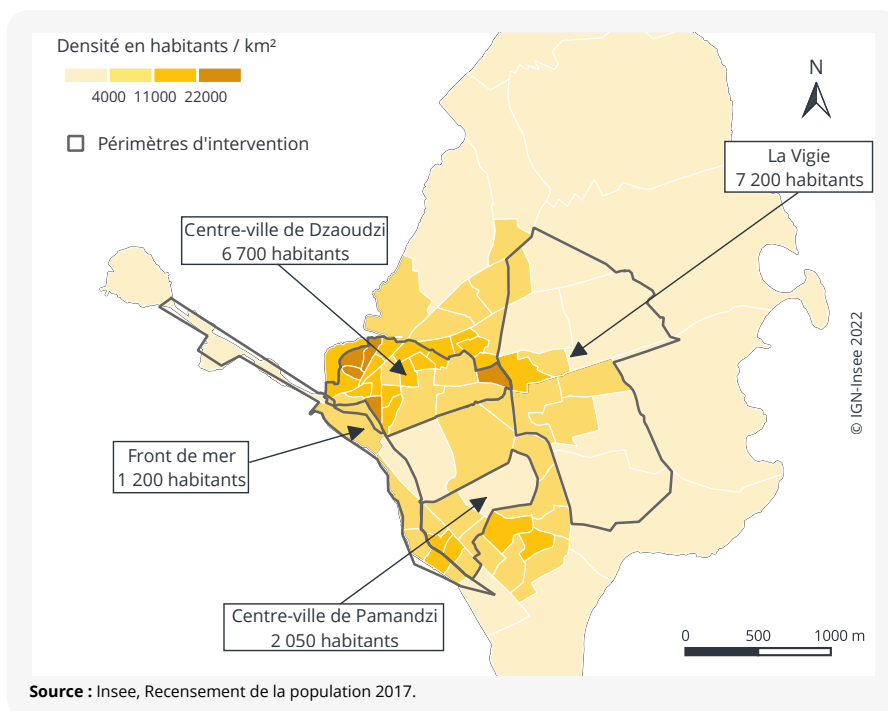 Densité en habitants / km²
4000 11000 22000
Périmètres d'intervention
N
La Vigie
7 200 habitants
Centre-ville de Dzaoudzi
6 700 habitants
© IGN-Insee 2022
Front de mer
1 200 habitants
Centre-ville de Pamandzi
2 050 habitants
0 500 1000 m
Source : Insee, Recensement de la population 2017.